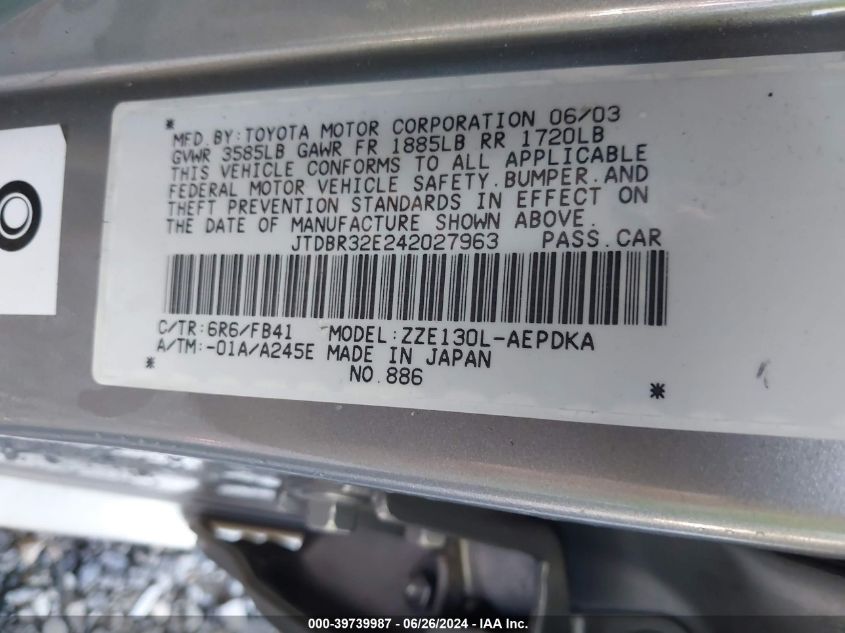 MFD.BY:TOYOTA MOTOR CORPORATION 06/03
GVWR 3585LB GAWR FR 1885LB RR 1720LB
THIS VEHICLE CONFORMS TO ALL APPLICABLE
FEDERAL MOTOR VEHICLE SAFETY.BUMPER.AND
THEFT PREVENTION STANDARDS IN EFFECT ON
THE DATE OF MANUFACTURE SHOWN ABOVE.
JTDBR32E242027963 PASS.CAR
C/TR:6R6/FB41 MODEL:ZZE130L-AEPDKA
A/TM:-01A/A245E MADE IN JAPAN
NO.886
000-39739987 - 06/26/2024 - IAA Inc.